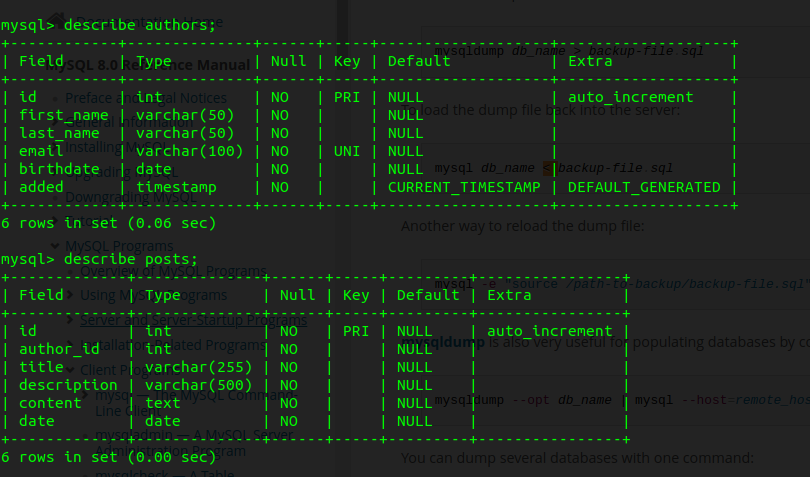 mysql> describe authors;
+------------+--------------+------+-----+-------------------+-------------------+
| Field      | Type         | Null | Key | Default           | Extra             |
+------------+--------------+------+-----+-------------------+-------------------+
| id         | int          | NO   | PRI | NULL              | auto_increment    |
| first_name | varchar(50)  | NO   |     | NULL              |                   |
| last_name  | varchar(50)  | NO   |     | NULL              |                   |
| email      | varchar(100) | NO   | UNI | NULL              |                   |
| birthdate  | date         | NO   |     | NULL              |                   |
| added      | timestamp    | NO   |     | CURRENT_TIMESTAMP | DEFAULT_GENERATED |
+------------+--------------+------+-----+-------------------+-------------------+
6 rows in set (0.06 sec)
mysql> describe posts;
+-------------+--------------+------+-----+---------+----------------+
| Field       | Type         | Null | Key | Default | Extra          |
+-------------+--------------+------+-----+---------+----------------+
| id          | int          | NO   | PRI | NULL    | auto_increment |
| author_id   | int          | NO   |     | NULL    |                |
| title       | varchar(255) | NO   |     | NULL    |                |
| description | varchar(500) | NO   |     | NULL    |                |
| content     | text         | NO   |     | NULL    |                |
| date        | date         | NO   |     | NULL    |                |
+-------------+--------------+------+-----+---------+----------------+
6 rows in set (0.00 sec)
MySQL 8.0 Reference Manual
Preface and Legal Notices
General Information
Installing MySQL
Upgrading MySQL
Downgrading MySQL
Tutorial
MySQL Programs
Overview of MySQL Programs
Using MySQL Programs
Server and Server-Startup Programs
Installation-Related Programs
Client Programs
mysql — The MySQL Command-
Line Client
mysqladmin — A MySQL Server
Administration Program
mysqlcheck — A Table
mysqldump db_name > backup-file.sql
reload the dump file back into the server:
mysql db_name < backup-file.sql
Another way to reload the dump file:
mysql -e "source /path-to-backup/backup-file.sql"
mysqldump is also very useful for populating databases by
mysqldump --opt db_name | mysql --host=remote_hos
You can dump several databases with one command: